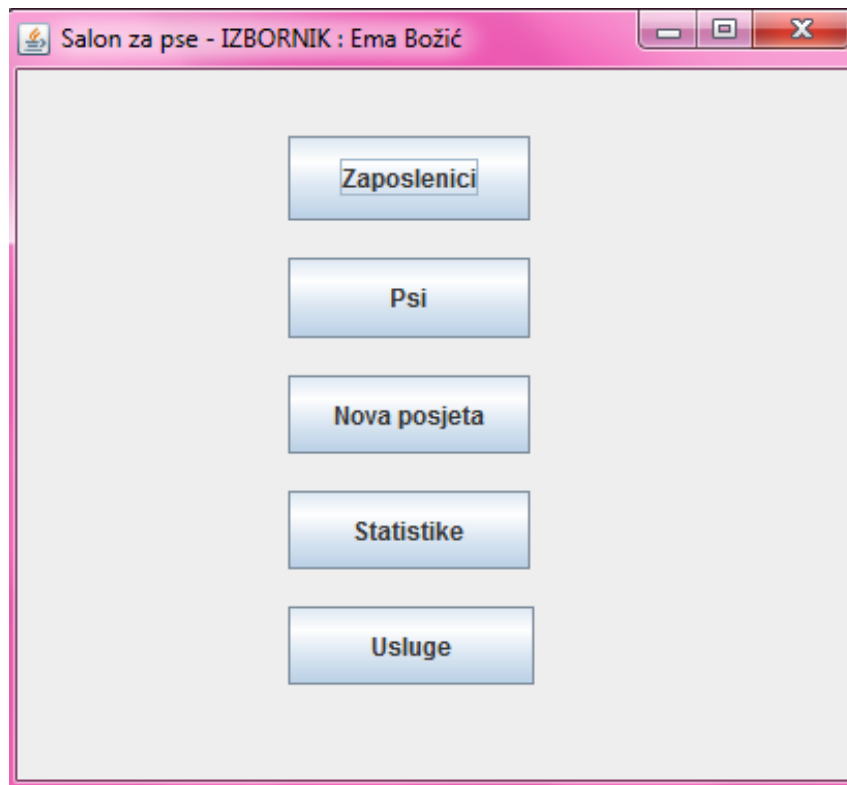 Salon za pse - IZBORNIK : Ema Božić
Zaposlenici
Psi
Nova posjeta
Statistike
Usluge